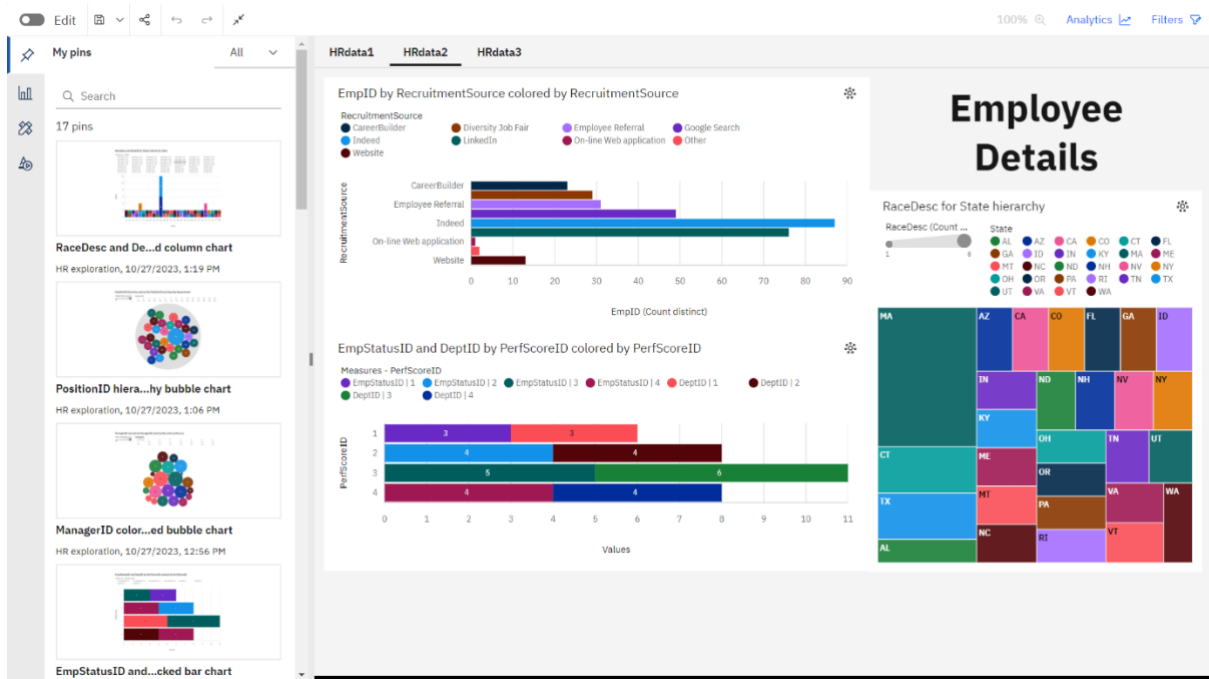 Edit
100%
Analytics
Filters
My pins
All
Search
17 pins
RaceDesc and De...d column chart
HR exploration, 10/27/2023, 1:19 PM
PositionID hiera...hy bubble chart
HR exploration, 10/27/2023, 1:06 PM
ManagerID color...ed bubble chart
HR exploration, 10/27/2023, 12:56 PM
EmpStatusID and...cked bar chart
HRdata1 HRdata2 HRdata3
EmpID by RecruitmentSource colored by RecruitmentSource
RecruitmentSource
CareerBuilder Diversity Job Fair Employee Referral Google Search
Indeed LinkedIn On-line Web application Other
Website
RecruitmentSource
CareerBuilder
Employee Referral
Indeed
On-line Web application
Website
0 10 20 30 40 50 60 70 80 90
EmpID (Count distinct)
EmpStatusID and DeptID by PerfScoreID colored by PerfScoreID
Measures - PerfScoreID
EmpStatusID | 1 EmpStatusID | 2 EmpStatusID | 3 EmpStatusID | 4 DeptID | 1 DeptID | 2
DeptID | 3 DeptID | 4
PerfScoreID
1 3 3
2 4 4
3 5 6
4 4 4
0 1 2 3 4 5 6 7 8 9 10 11
Values
Employee
Details
RaceDesc for State hierarchy
RaceDesc (Count ...
1 6
State
AL AZ CA CO CT FL
GA ID IN KY MA ME
MT NC ND NH NV NY
OH OR PA RI TN TX
UT VA VT WA
MA AZ CA CO FL GA ID
IN ND NH NV NY
KY
OH TN UT
CT ME
OR
TX MT VA WA
PA
NC VT
RI
AL